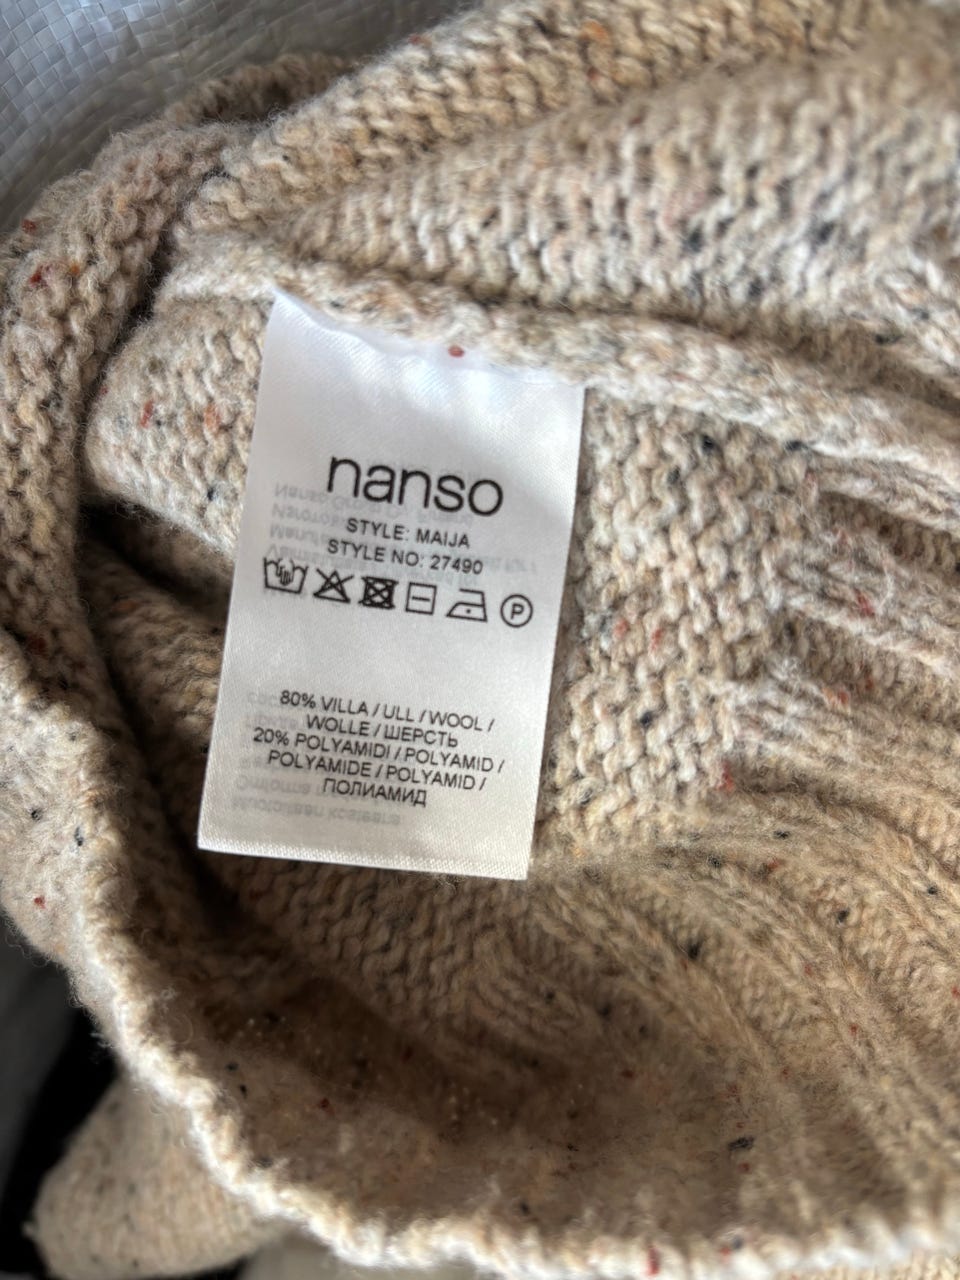 nanso
STYLE: MAIJA
STYLE NO: 27490
P
80% VILLA / ULL / WOOL /
WOLLE / ШЕРСТЬ
20% POLYAMIDI / POLYAMID /
POLYAMIDE / POLYAMID /
ПОЛИАМИД